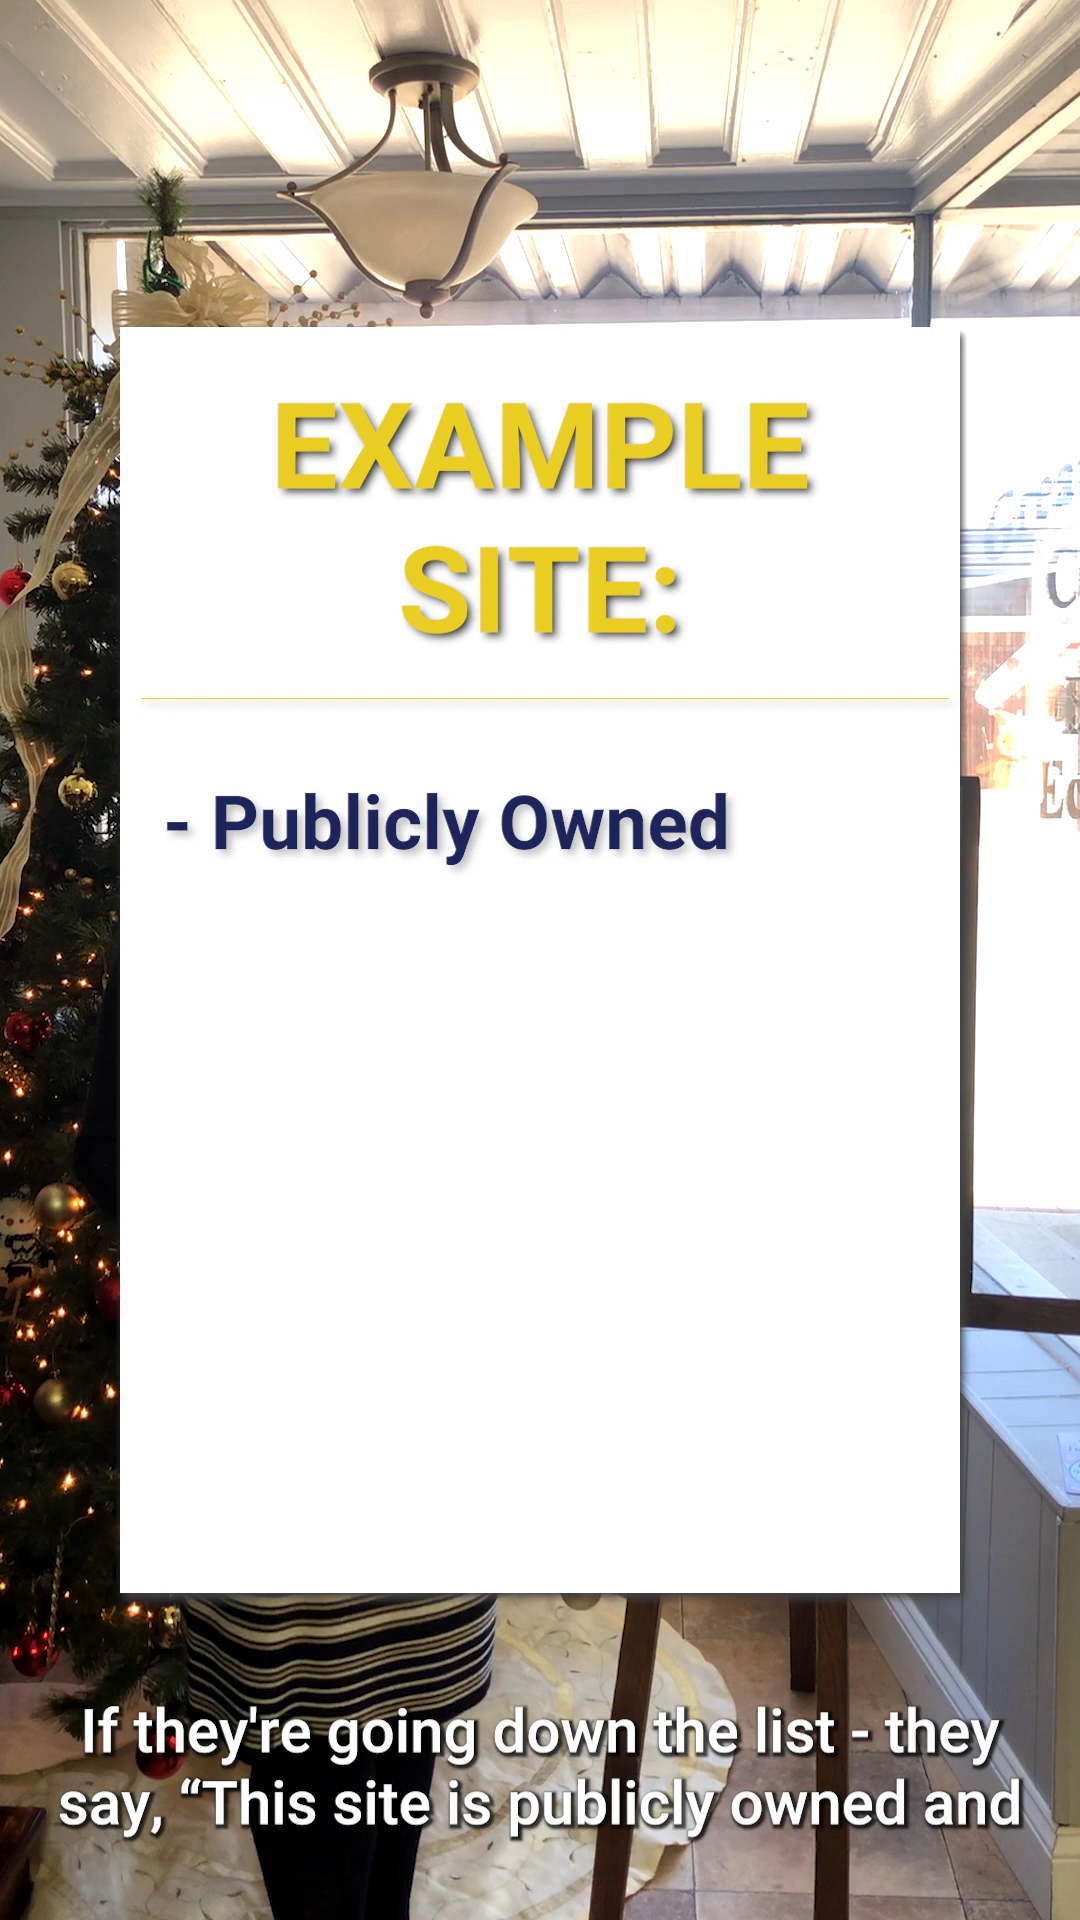 EXAMPLE
SITE:
- Publicly Owned
If they're going down the list - they
say, “This site is publicly owned and